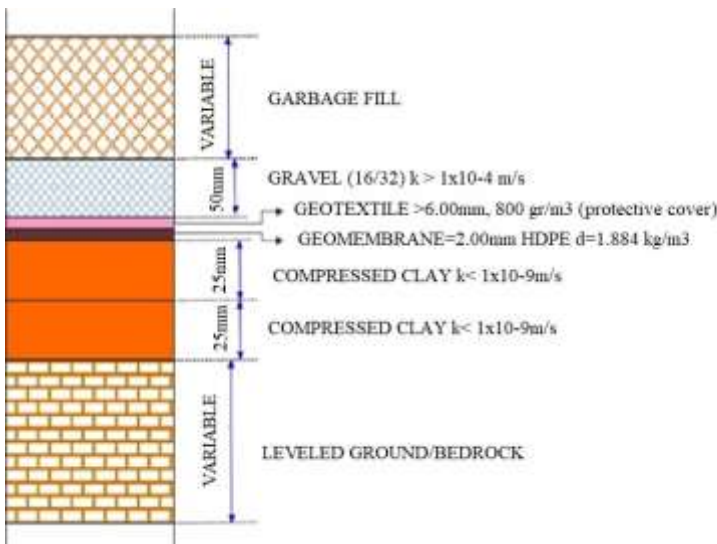 VARIABLE
GARBAGE FILL
50mm
GRAVEL (16/32) k > 1x10-4 m/s
GEOTEXTILE >6.00mm, 800 gr/m3 (protective cover)
GEOMEMBRANE=2.00mm HDPE d=1.884 kg/m3
25mm
COMPRESSED CLAY k< 1x10-9m/s
25mm
COMPRESSED CLAY k< 1x10-9m/s
VARIABLE
LEVELED GROUND/BEDROCK